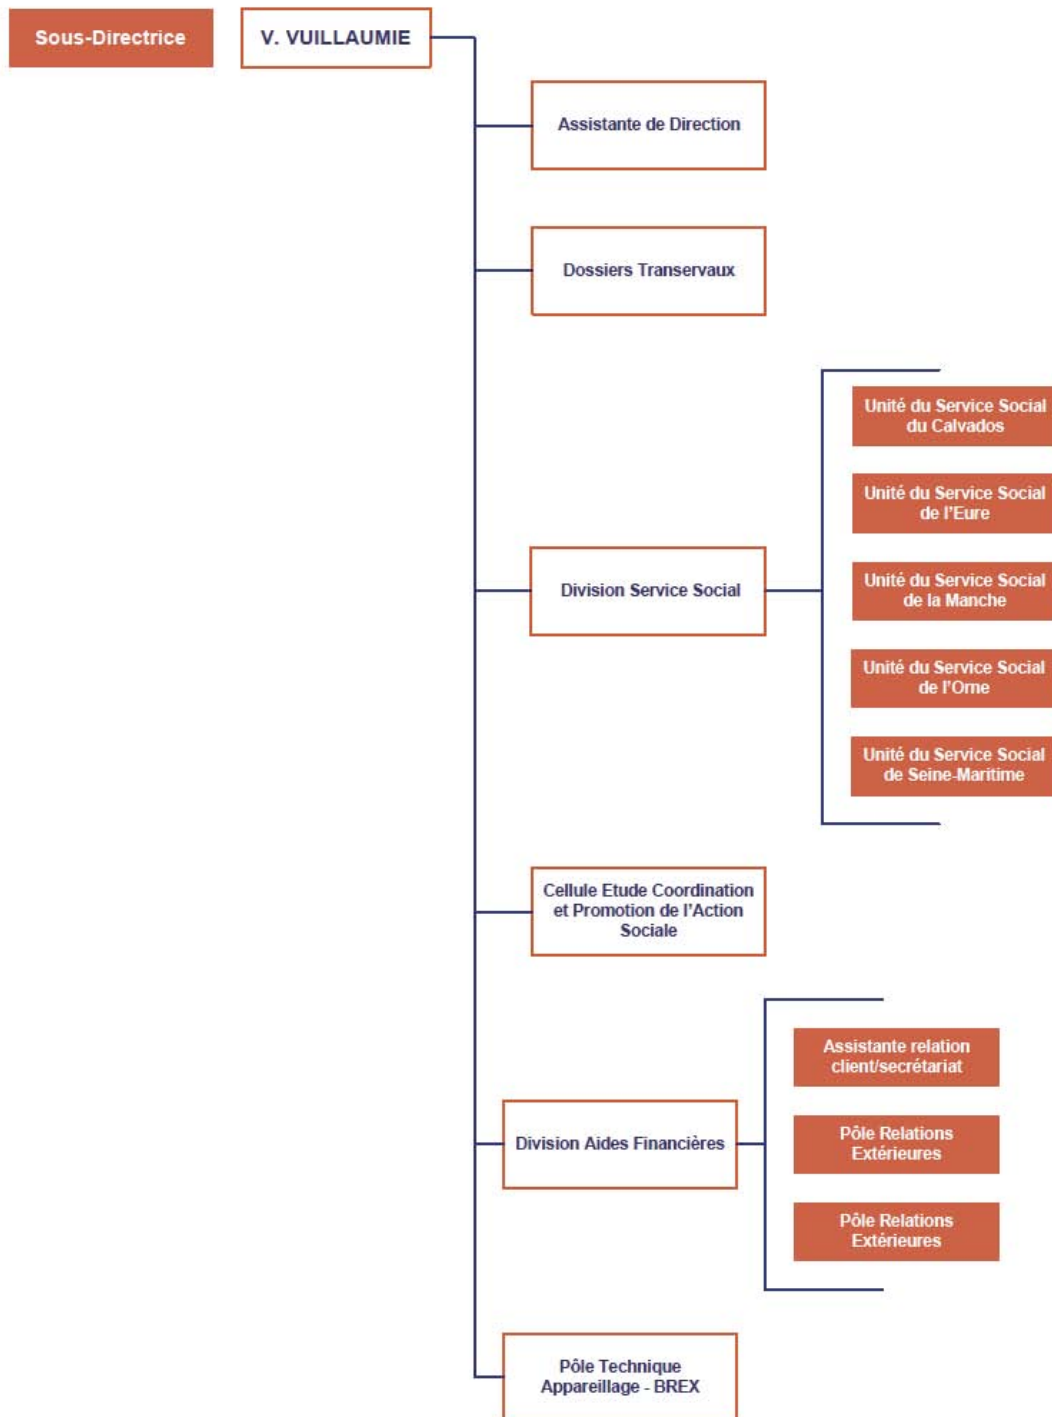 Sous-Directrice
V. VUILLAUMIE
Assistante de Direction
Dossiers Transervaux
Unité du Service Social
du Calvados
Unité du Service Social
de l'Eure
Division Service Social
Unité du Service Social
de la Manche
Unité du Service Social
de l'Orne
Unité du Service Social
de Seine-Maritime
Cellule Etude Coordination
et Promotion de l'Action
Sociale
Assistante relation
client/secrétariat
Division Aides Financières
Pôle Relations
Extérieures
Pôle Relations
Extérieures
Pôle Technique
Appareillage - BREX